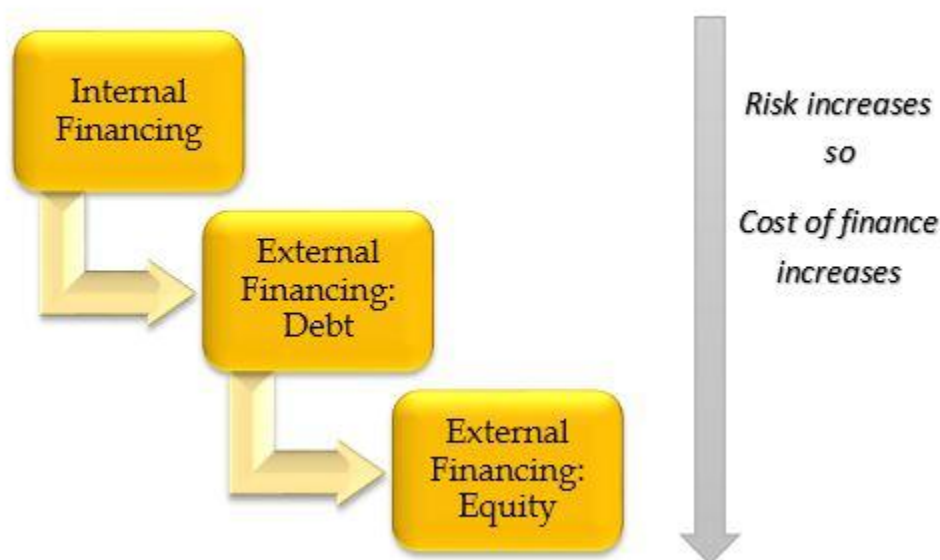 Internal
Financing
External
Financing:
Debt
External
Financing:
Equity
Risk increases
so
Cost of finance
increases